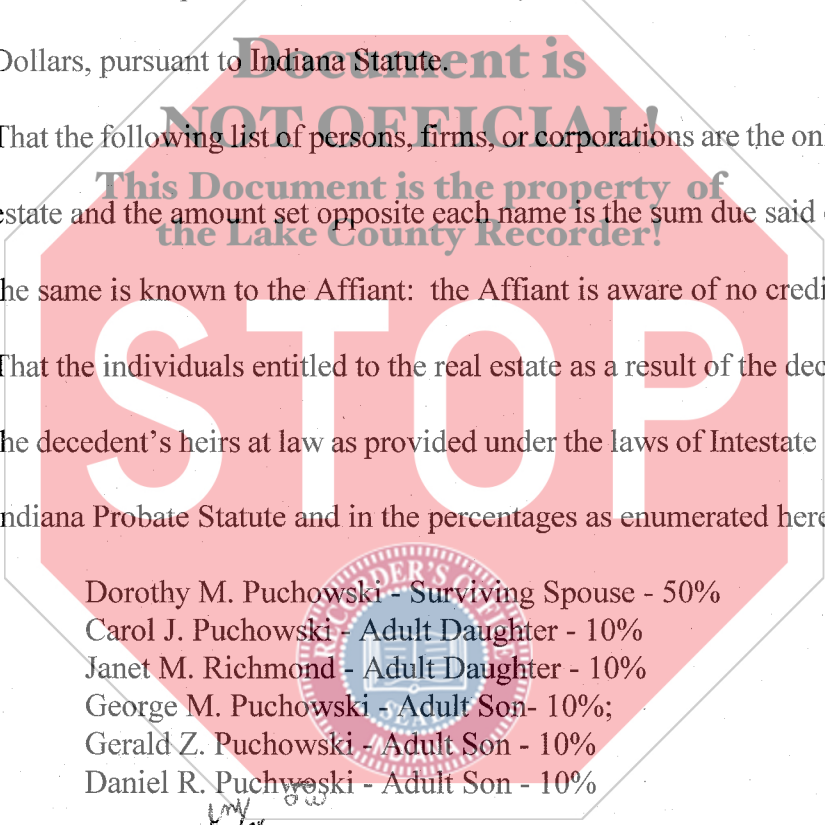 Dollars, pursuant to Indiana Statute.
Document is
That the following list of persons, firms, or corporations are the on
NOT OFFICIAL!
This Document is the property of
estate and the amount set opposite each name is the sum due said
the Lake County Recorder!
he same is known to the Affiant: the Affiant is aware of no credi
STOP
That the individuals entitled to the real estate as a result of the dec
he decedent's heirs at law as provided under the laws of Intestate
ndiana Probate Statute and in the percentages as enumerated here
Dorothy M. Puchowski - Surviving Spouse - 50%
Carol J. Puchowski - Adult Daughter - 10%
Janet M. Richmond - Adult Daughter - 10%
George M. Puchowski - Adult Son- 10%;
Gerald Z. Puchowski - Adult Son - 10%
Daniel R. Puchwoski - Adult Son - 10%
RECORDER'S OFFICE
SEAL
INDIANA